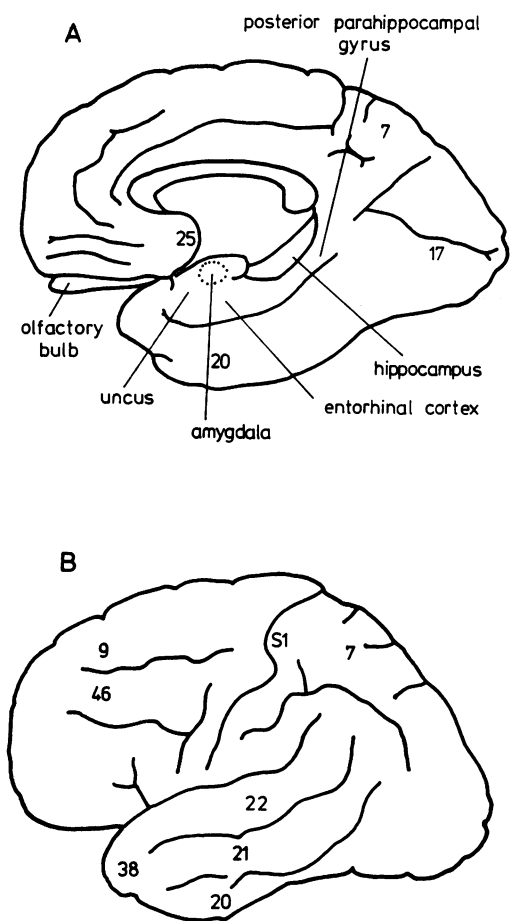 A
posterior parahippocampal
gyrus
7
25
17
olfactory
bulb
20
hippocampus
uncus
entorhinal cortex
amygdala
B
9
S1
7
46
22
21
38
20